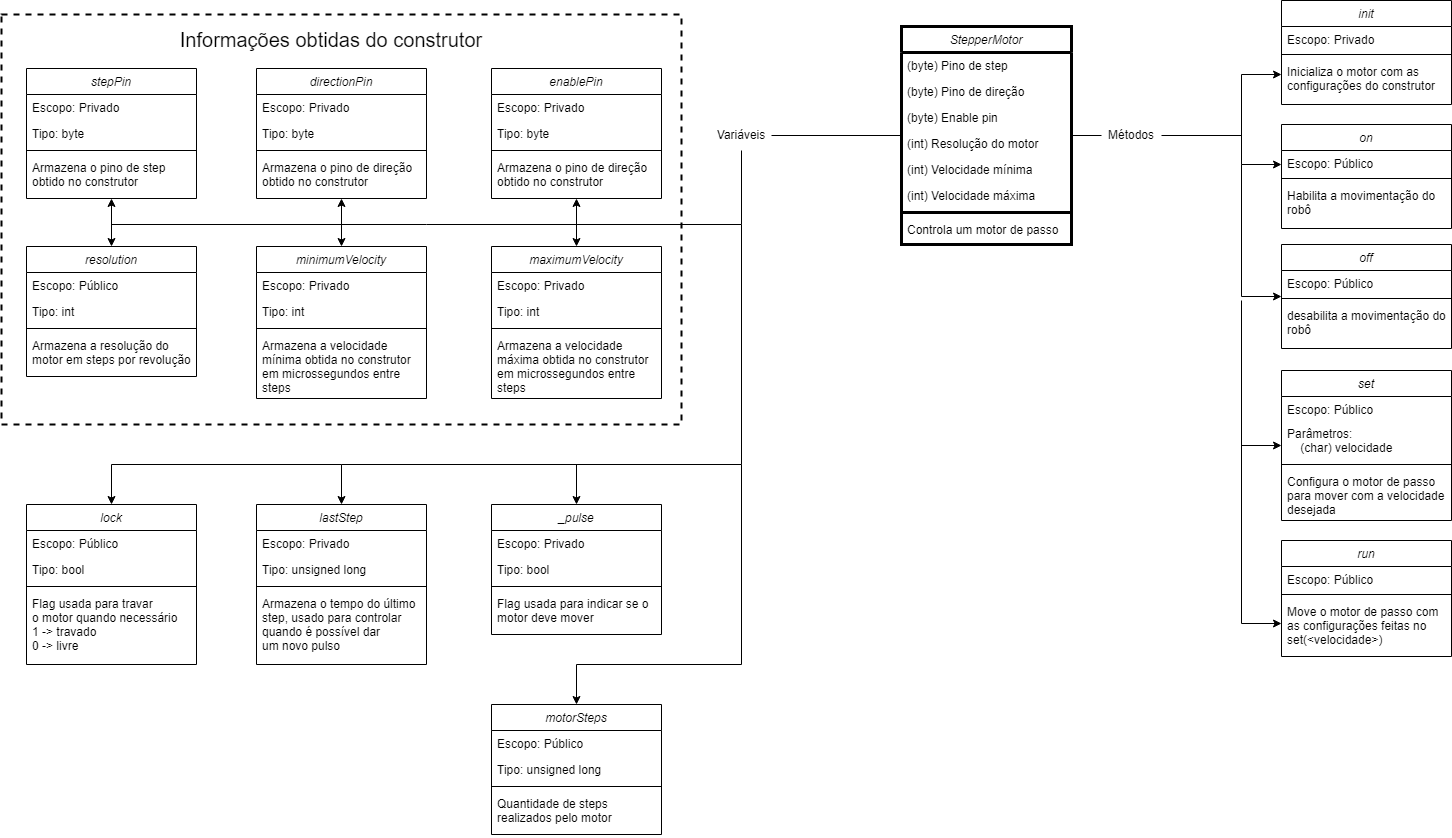 Informações obtidas do construtor
stepPin
Escopo: Privado
Tipo: byte
Armazena o pino de step
obtido no construtor
directionPin
Escopo: Privado
Tipo: byte
Armazena o pino de direção
obtido no construtor
enablePin
Escopo: Privado
Tipo: byte
Armazena o pino de direção
obtido no construtor
resolution
Escopo: Público
Tipo: int
Armazena a resolução do
motor em steps por revolução
minimumVelocity
Escopo: Privado
Tipo: int
Armazena a velocidade
mínima obtida no construtor
em microssegundos entre
steps
maximumVelocity
Escopo: Privado
Tipo: int
Armazena a velocidade
máxima obtida no construtor
em microssegundos entre
steps
lock
Escopo: Público
Tipo: bool
Flag usada para travar
o motor quando necessário
1 -> travado
0 -> livre
lastStep
Escopo: Privado
Tipo: unsigned long
Armazena o tempo do último
step, usado para controlar
quando é possível dar
um novo pulso
_pulse
Escopo: Privado
Tipo: bool
Flag usada para indicar se o
motor deve mover
motorSteps
Escopo: Público
Tipo: unsigned long
Quantidade de steps
realizados pelo motor
Variáveis
StepperMotor
(byte) Pino de step
(byte) Pino de direção
(byte) Enable pin
(int) Resolução do motor
(int) Velocidade mínima
(int) Velocidade máxima
Controla um motor de passo
Métodos
init
Escopo: Privado
Inicializa o motor com as
configurações do construtor
on
Escopo: Público
Habilita a movimentação do
robô
off
Escopo: Público
desabilita a movimentação do
robô
set
Escopo: Público
Parâmetros:
(char) velocidade
Configura o motor de passo
para mover com a velocidade
desejada
run
Escopo: Público
Move o motor de passo com
as configurações feitas no
set(<velocidade>)